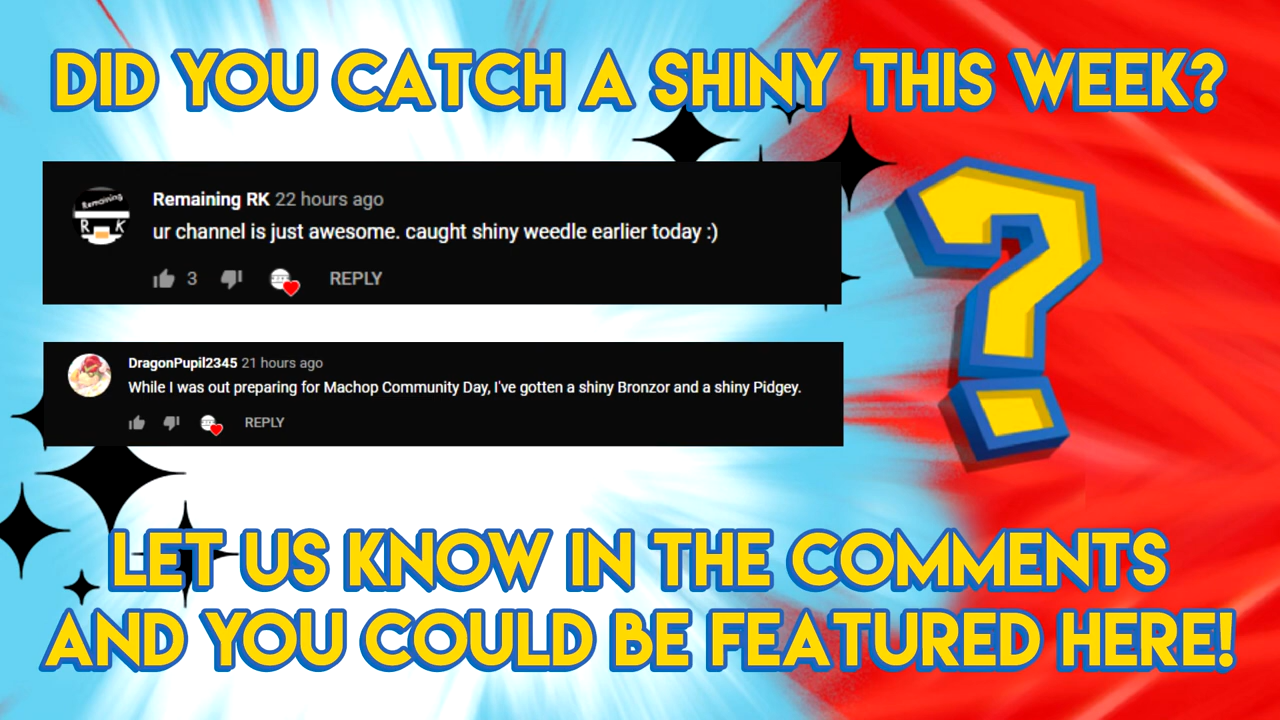 DID YOU CATCH A SHINY THIS WEEK?
Remaining RK 22 hours ago
ur channel is just awesome. caught shiny weedle earlier today :)
3 REPLY
DragonPupil2345 21 hours ago
While I was out preparing for Machop Community Day, I've gotten a shiny Bronzor and a shiny Pidgey.
REPLY
?
LET US KNOW IN THE COMMENTS
AND YOU COULD BE FEATURED HERE!